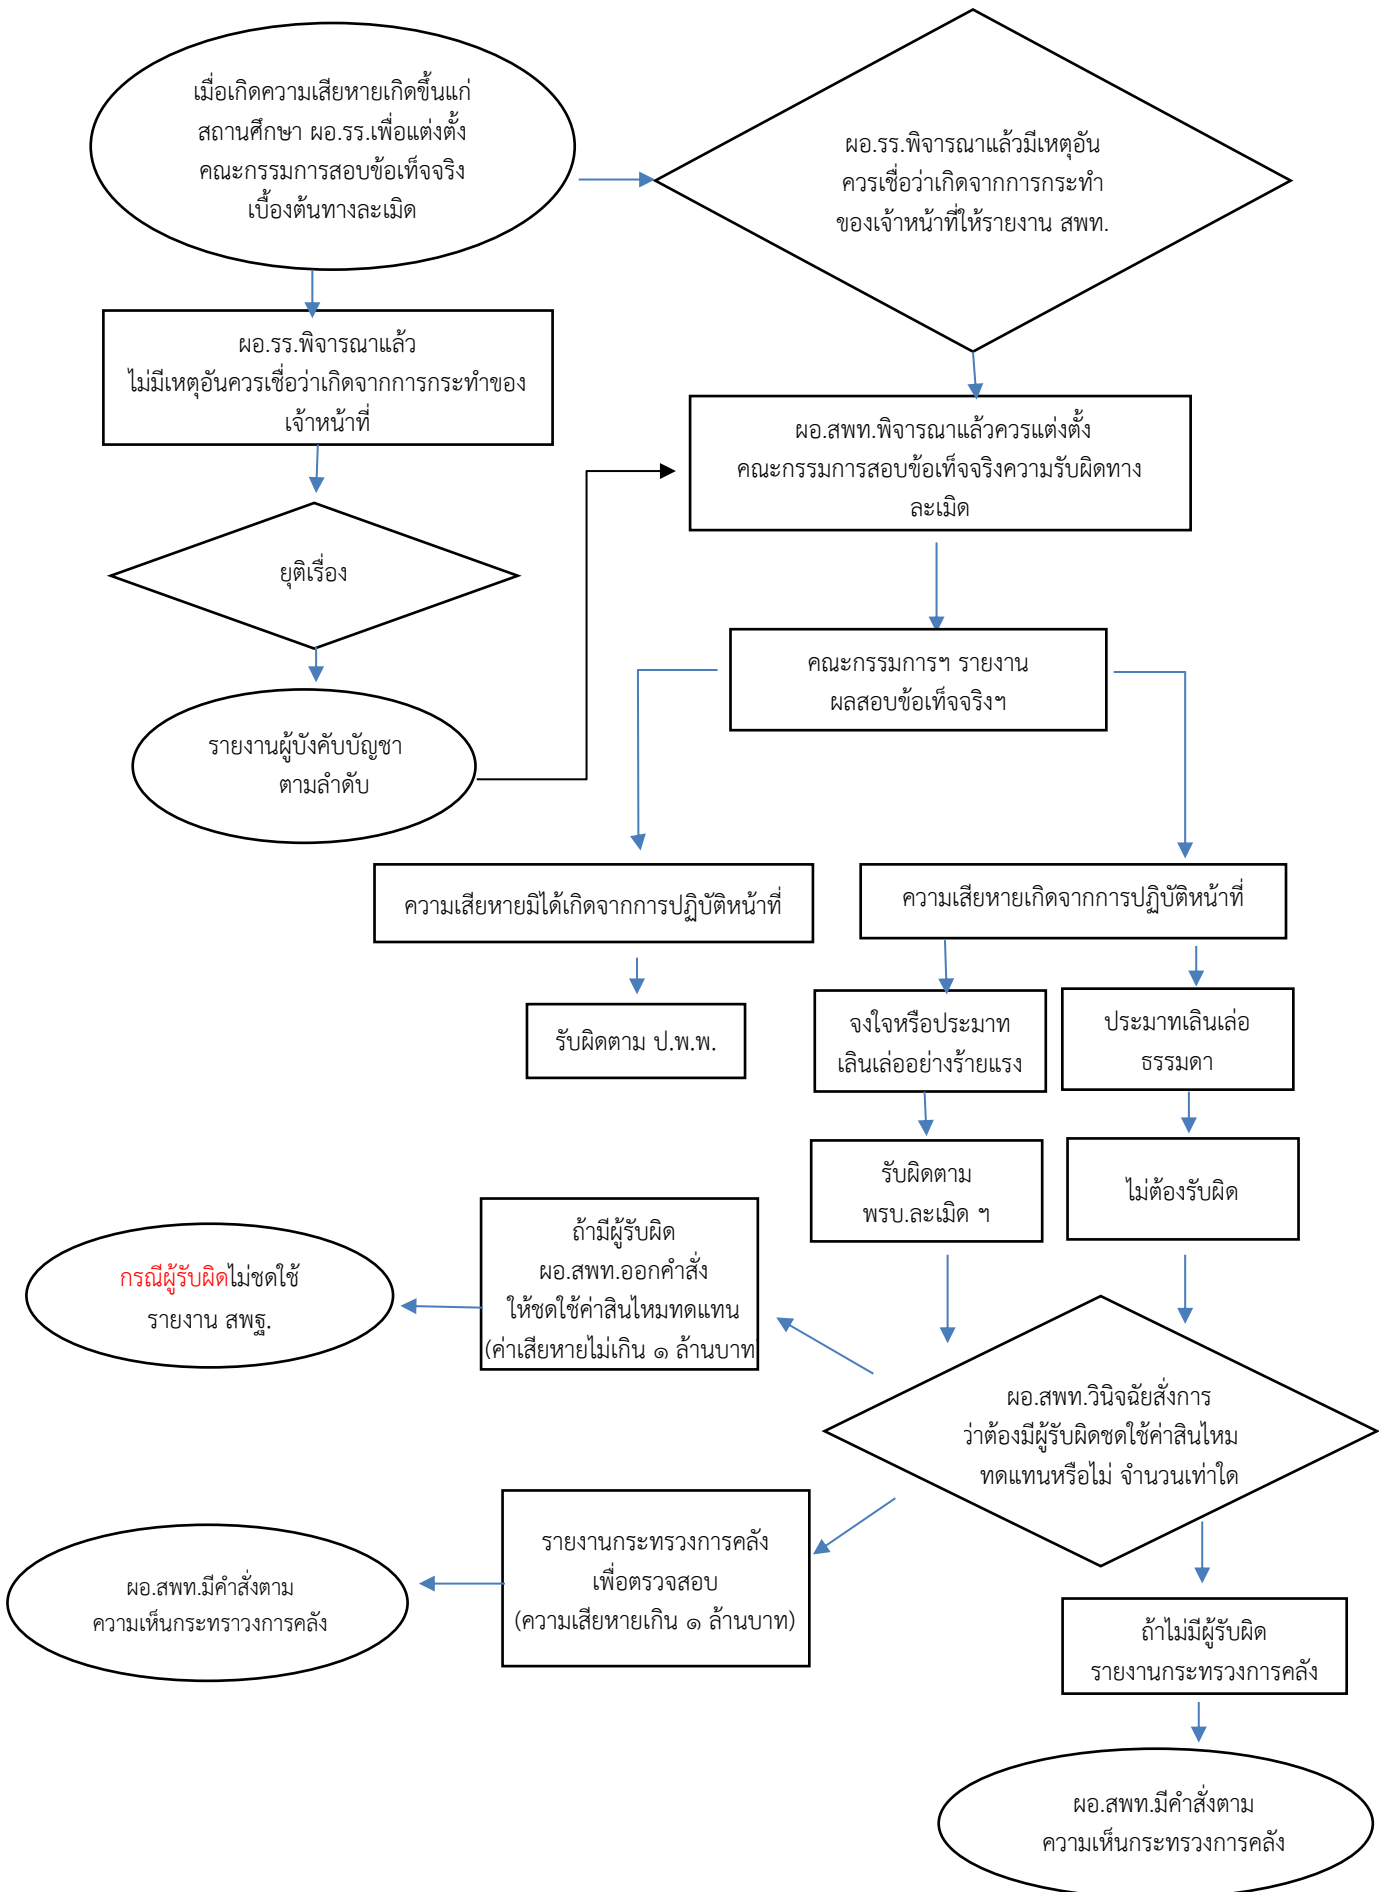 เมื่อเกิดความเสียหายเกิดขึ้นแก่
สถานศึกษา ผอ.รร.เพื่อแต่งตั้ง
คณะกรรมการสอบข้อเท็จจริง
เบื้องต้นทางละเมิด
ผอ.รร.พิจารณาแล้วมีเหตุอัน
ควรเชื่อว่าเกิดจากการกระทำ
ของเจ้าหน้าที่ให้รายงาน สพท.
ผอ.รร.พิจารณาแล้ว
ไม่มีเหตุอันควรเชื่อว่าเกิดจากการกระทำของ
เจ้าหน้าที่
ผอ.สพท.พิจารณาแล้วควรแต่งตั้ง
คณะกรรมการสอบข้อเท็จจริงความรับผิดทาง
ละเมิด
ยุติเรื่อง
คณะกรรมการฯ รายงาน
ผลสอบข้อเท็จจริงฯ
รายงานผู้บังคับบัญชา
ตามลำดับ
ความเสียหายมิได้เกิดจากการปฏิบัติหน้าที่
ความเสียหายเกิดจากการปฏิบัติหน้าที่
รับผิดตาม ป.พ.พ.
จงใจหรือประมาท
เลินเล่ออย่างร้ายแรง
ประมาทเลินเล่อ
ธรรมดา
รับผิดตาม
พรบ.ละเมิด ฯ
ไม่ต้องรับผิด
ถ้ามีผู้รับผิด
ผอ.สพท.ออกคำสั่ง
ให้ชดใช้ค่าสินไหมทดแทน
(ค่าเสียหายไม่เกิน ๑ ล้านบาท
กรณีผู้รับผิดไม่ชดใช้
รายงาน สพฐ.
ผอ.สพท.วินิจฉัยสั่งการ
ว่าต้องมีผู้รับผิดชดใช้ค่าสินไหม
ทดแทนหรือไม่ จำนวนเท่าใด
รายงานกระทรวงการคลัง
เพื่อตรวจสอบ
(ความเสียหายเกิน ๑ ล้านบาท)
ผอ.สพท.มีคำสั่งตาม
ความเห็นกระทราวงการคลัง
ถ้าไม่มีผู้รับผิด
รายงานกระทรวงการคลัง
ผอ.สพท.มีคำสั่งตาม
ความเห็นกระทรวงการคลัง